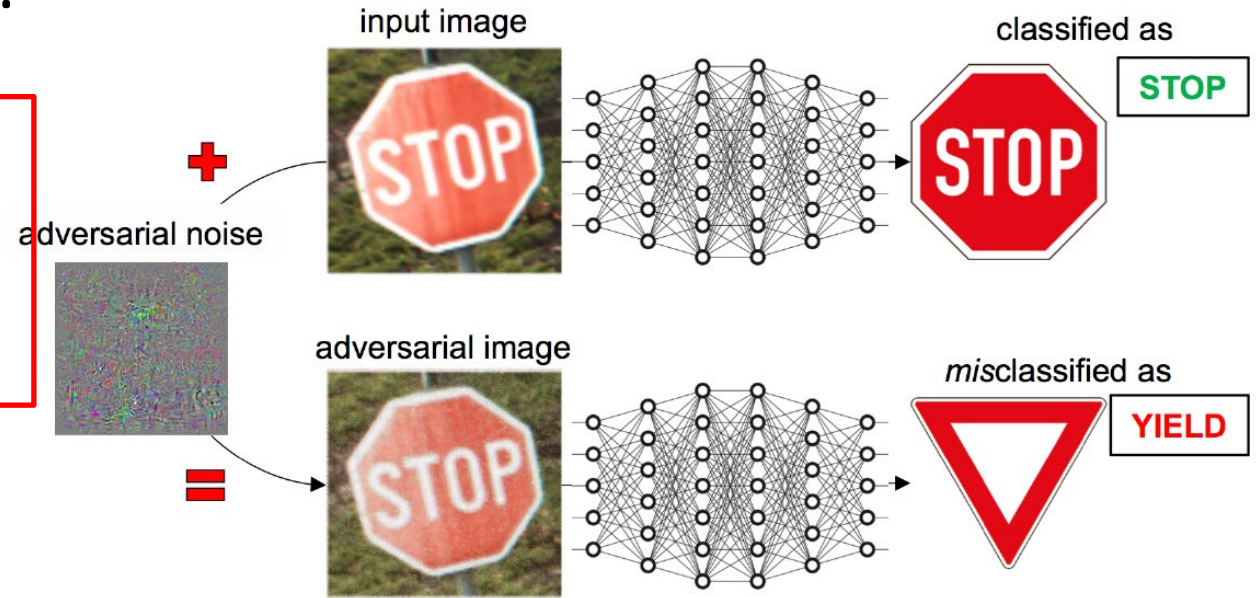 input image
classified as
STOP
STOP
STOP
adversarial noise
adversarial image
STOP
misclassified as
YIELD